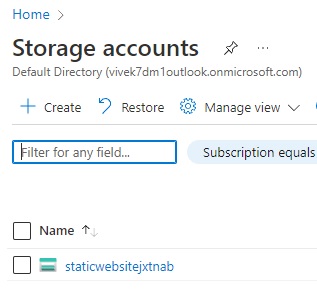 Home
Storage accounts
Default Directory (vivek7dm1outlook.onmicrosoft.com)
Create Restore Manage view
Filter for any field... Subscription equals
Name
staticwebsitejxtnab